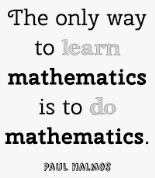 The only way
to learn
mathematics
is to do
mathematics.
PAUL HALMOS